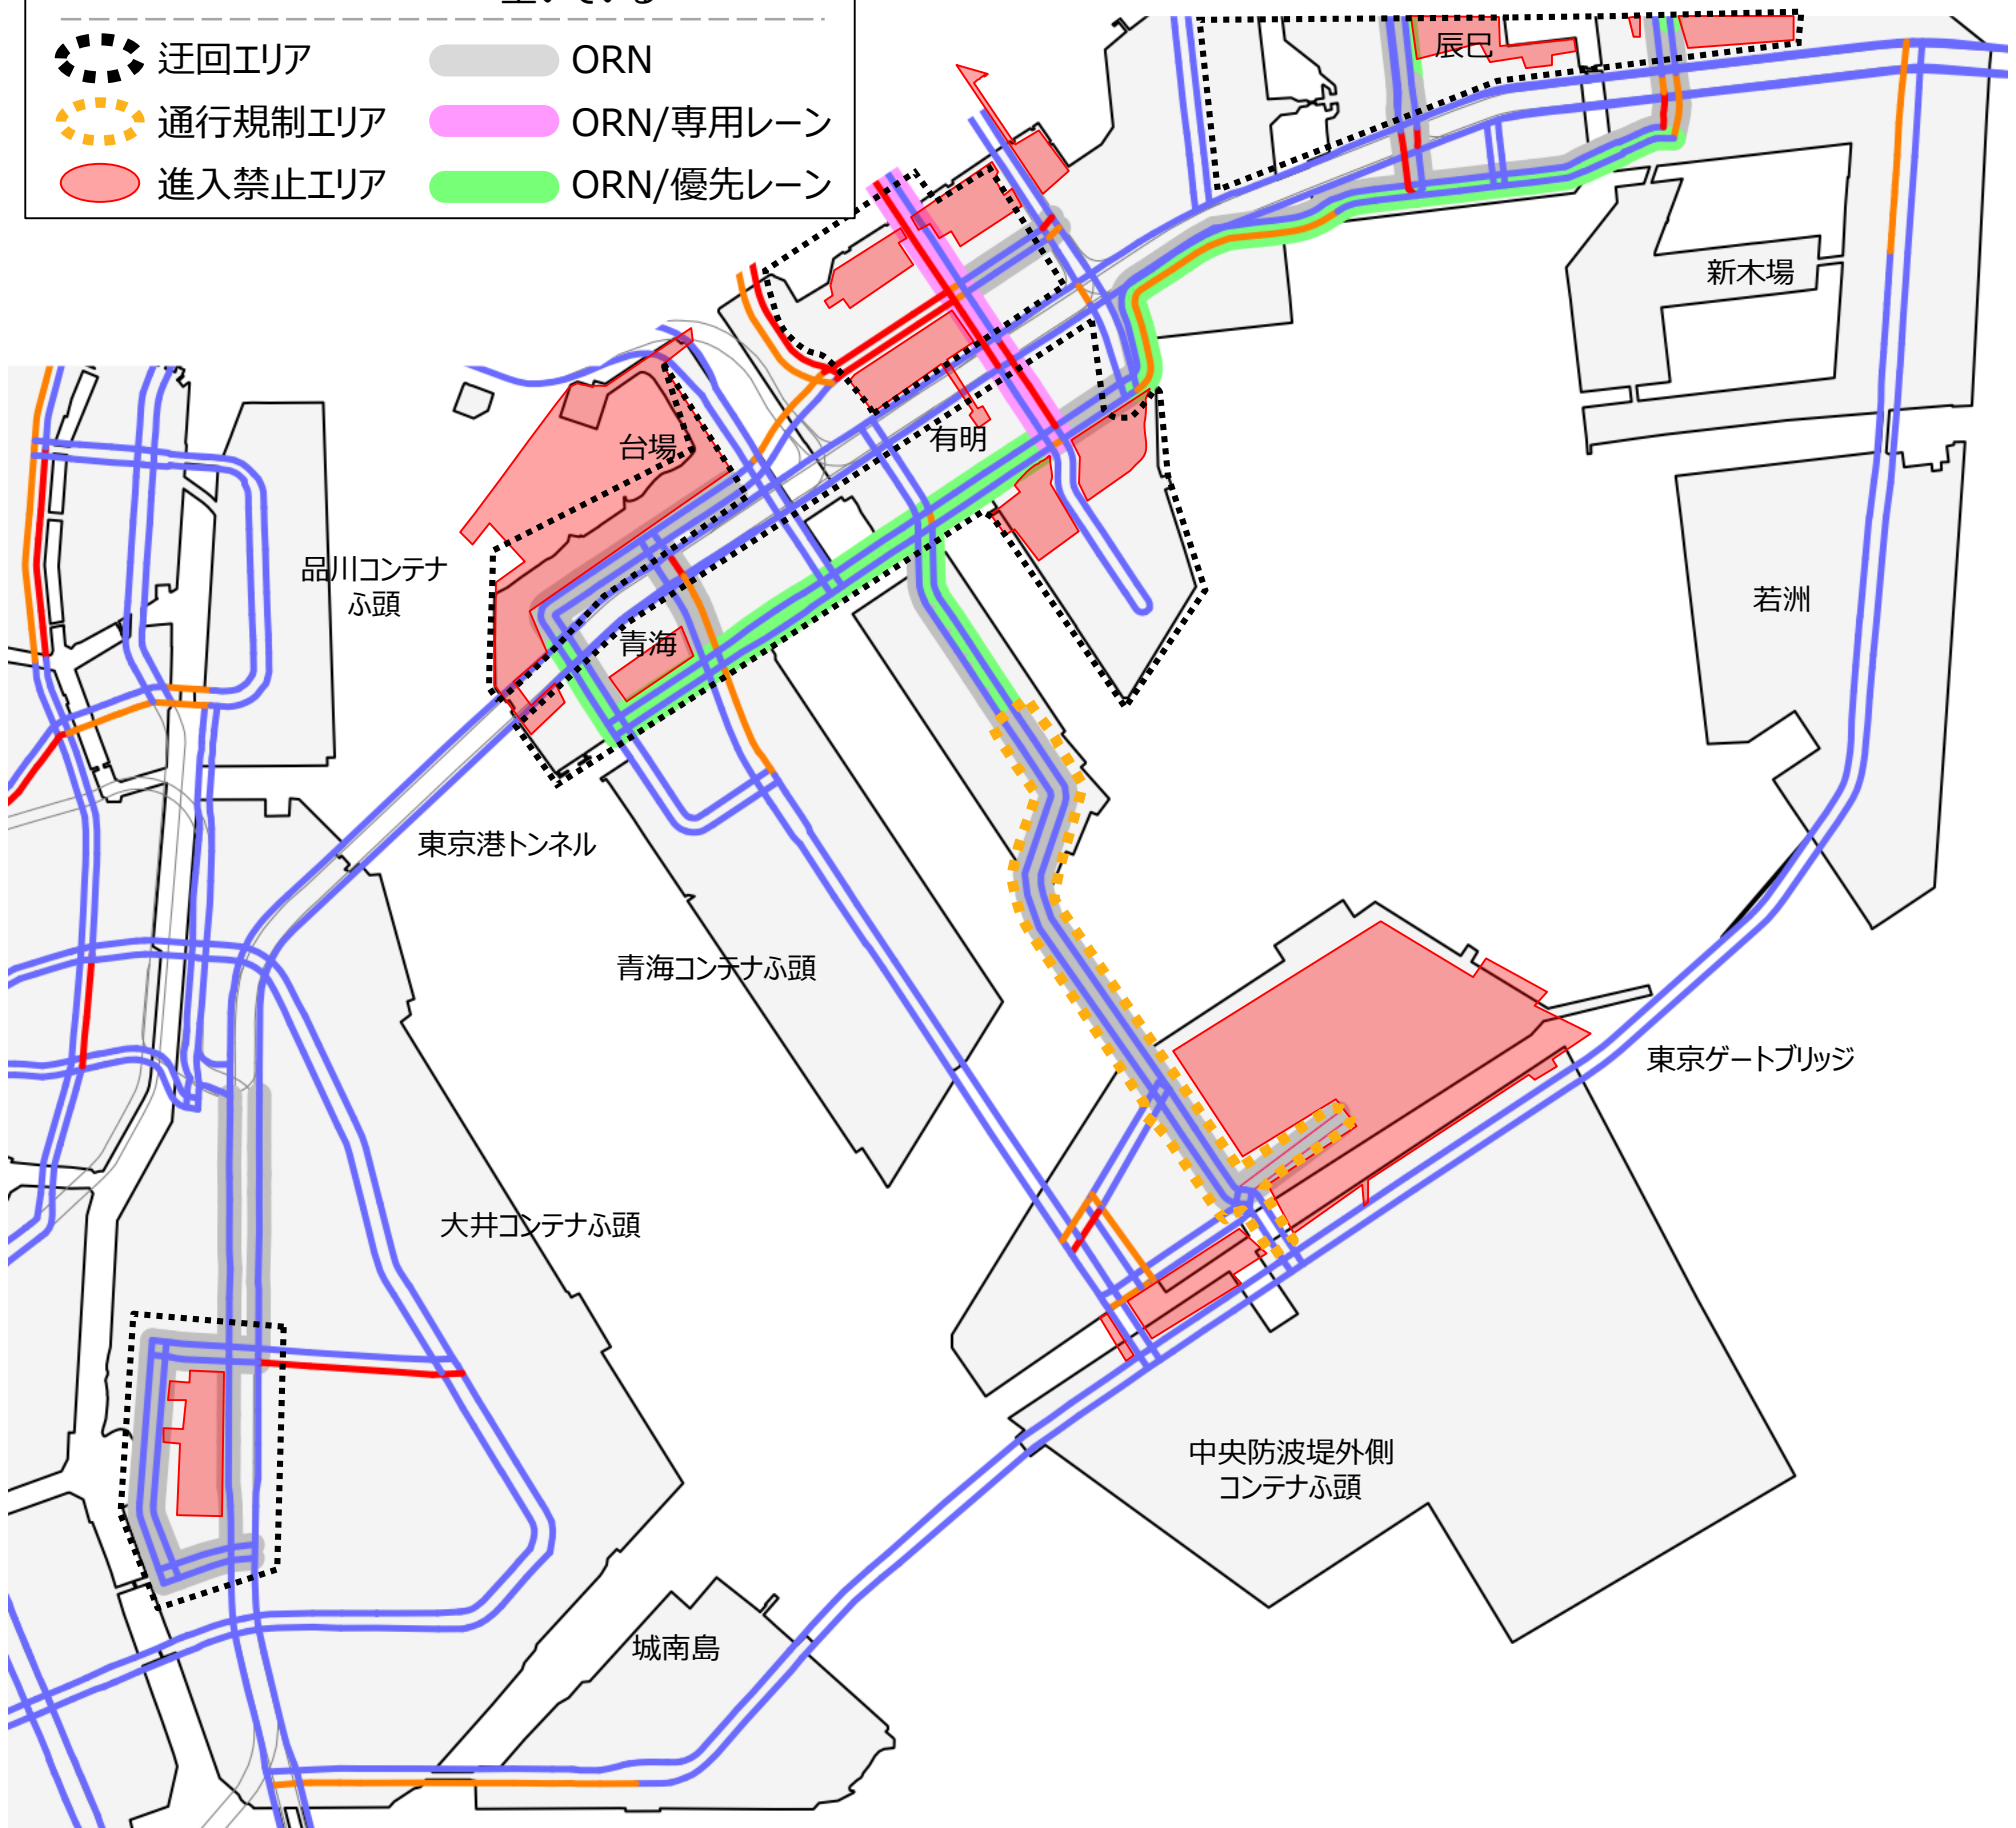 空いている
迂回エリア
ORN
通行規制エリア
ORN/専用レーン
進入禁止エリア
ORN/優先レーン
辰巳
新木場
台場
有明
品川コンテナ
ふ頭
若洲
青海
東京港トンネル
青海コンテナふ頭
東京ゲートブリッジ
大井コンテナふ頭
中央防波堤外側
コンテナふ頭
城南島